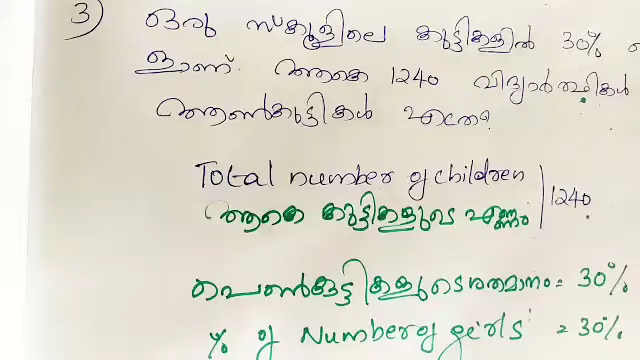 3) ഒരു സ്കൂളിലെ കുട്ടികളിൽ 30%
ളാണ്. ആകെ 1240 വിദ്യാർത്ഥികൾ
ആൺകുട്ടികൾ എത്ര?
Total number of children
1240
ആകെ കുട്ടികളുടെ എണ്ണം
പെൺകുട്ടികളുടെ ശതമാനം = 30%
% of Number of girls = 30%